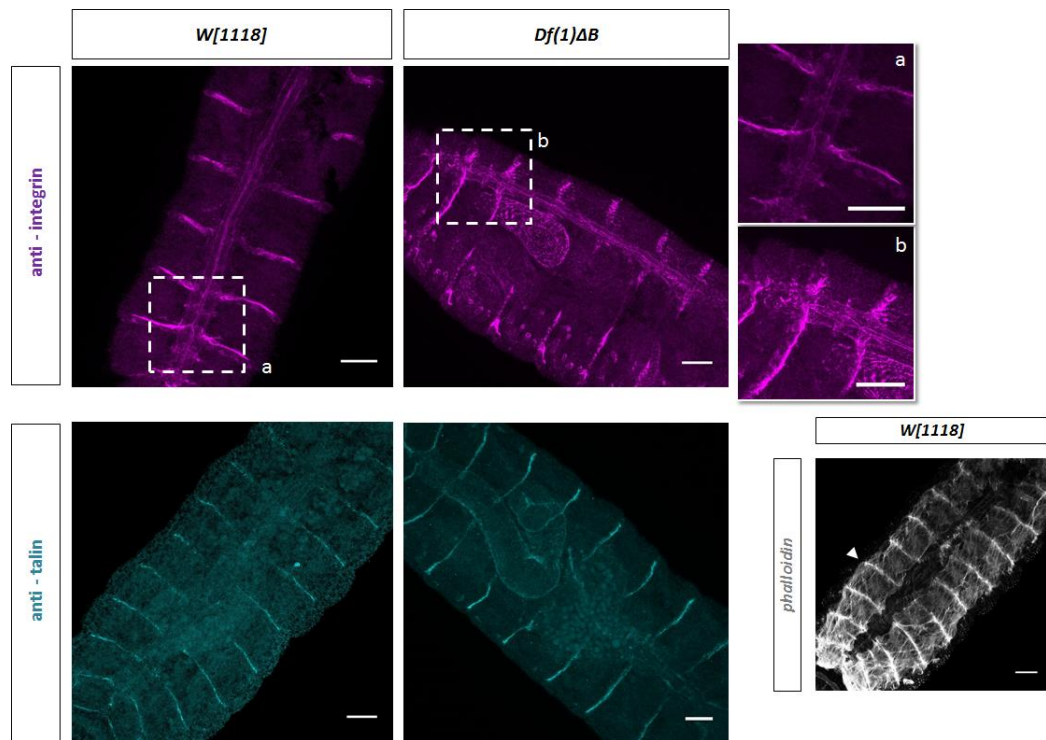 W[1118]
Df(1)ΔB
anti - integrin
a
b
a
b
anti - talin
W[1118]
phalloidin